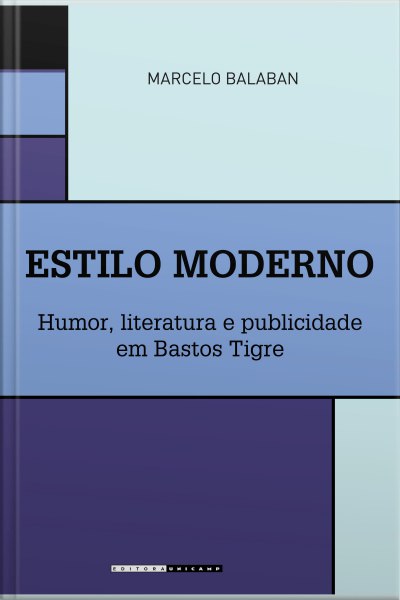 MARCELO BALABAN
ESTILO MODERNO
Humor, literatura e publicidade
em Bastos Tigre
EDITORA UNICAMP